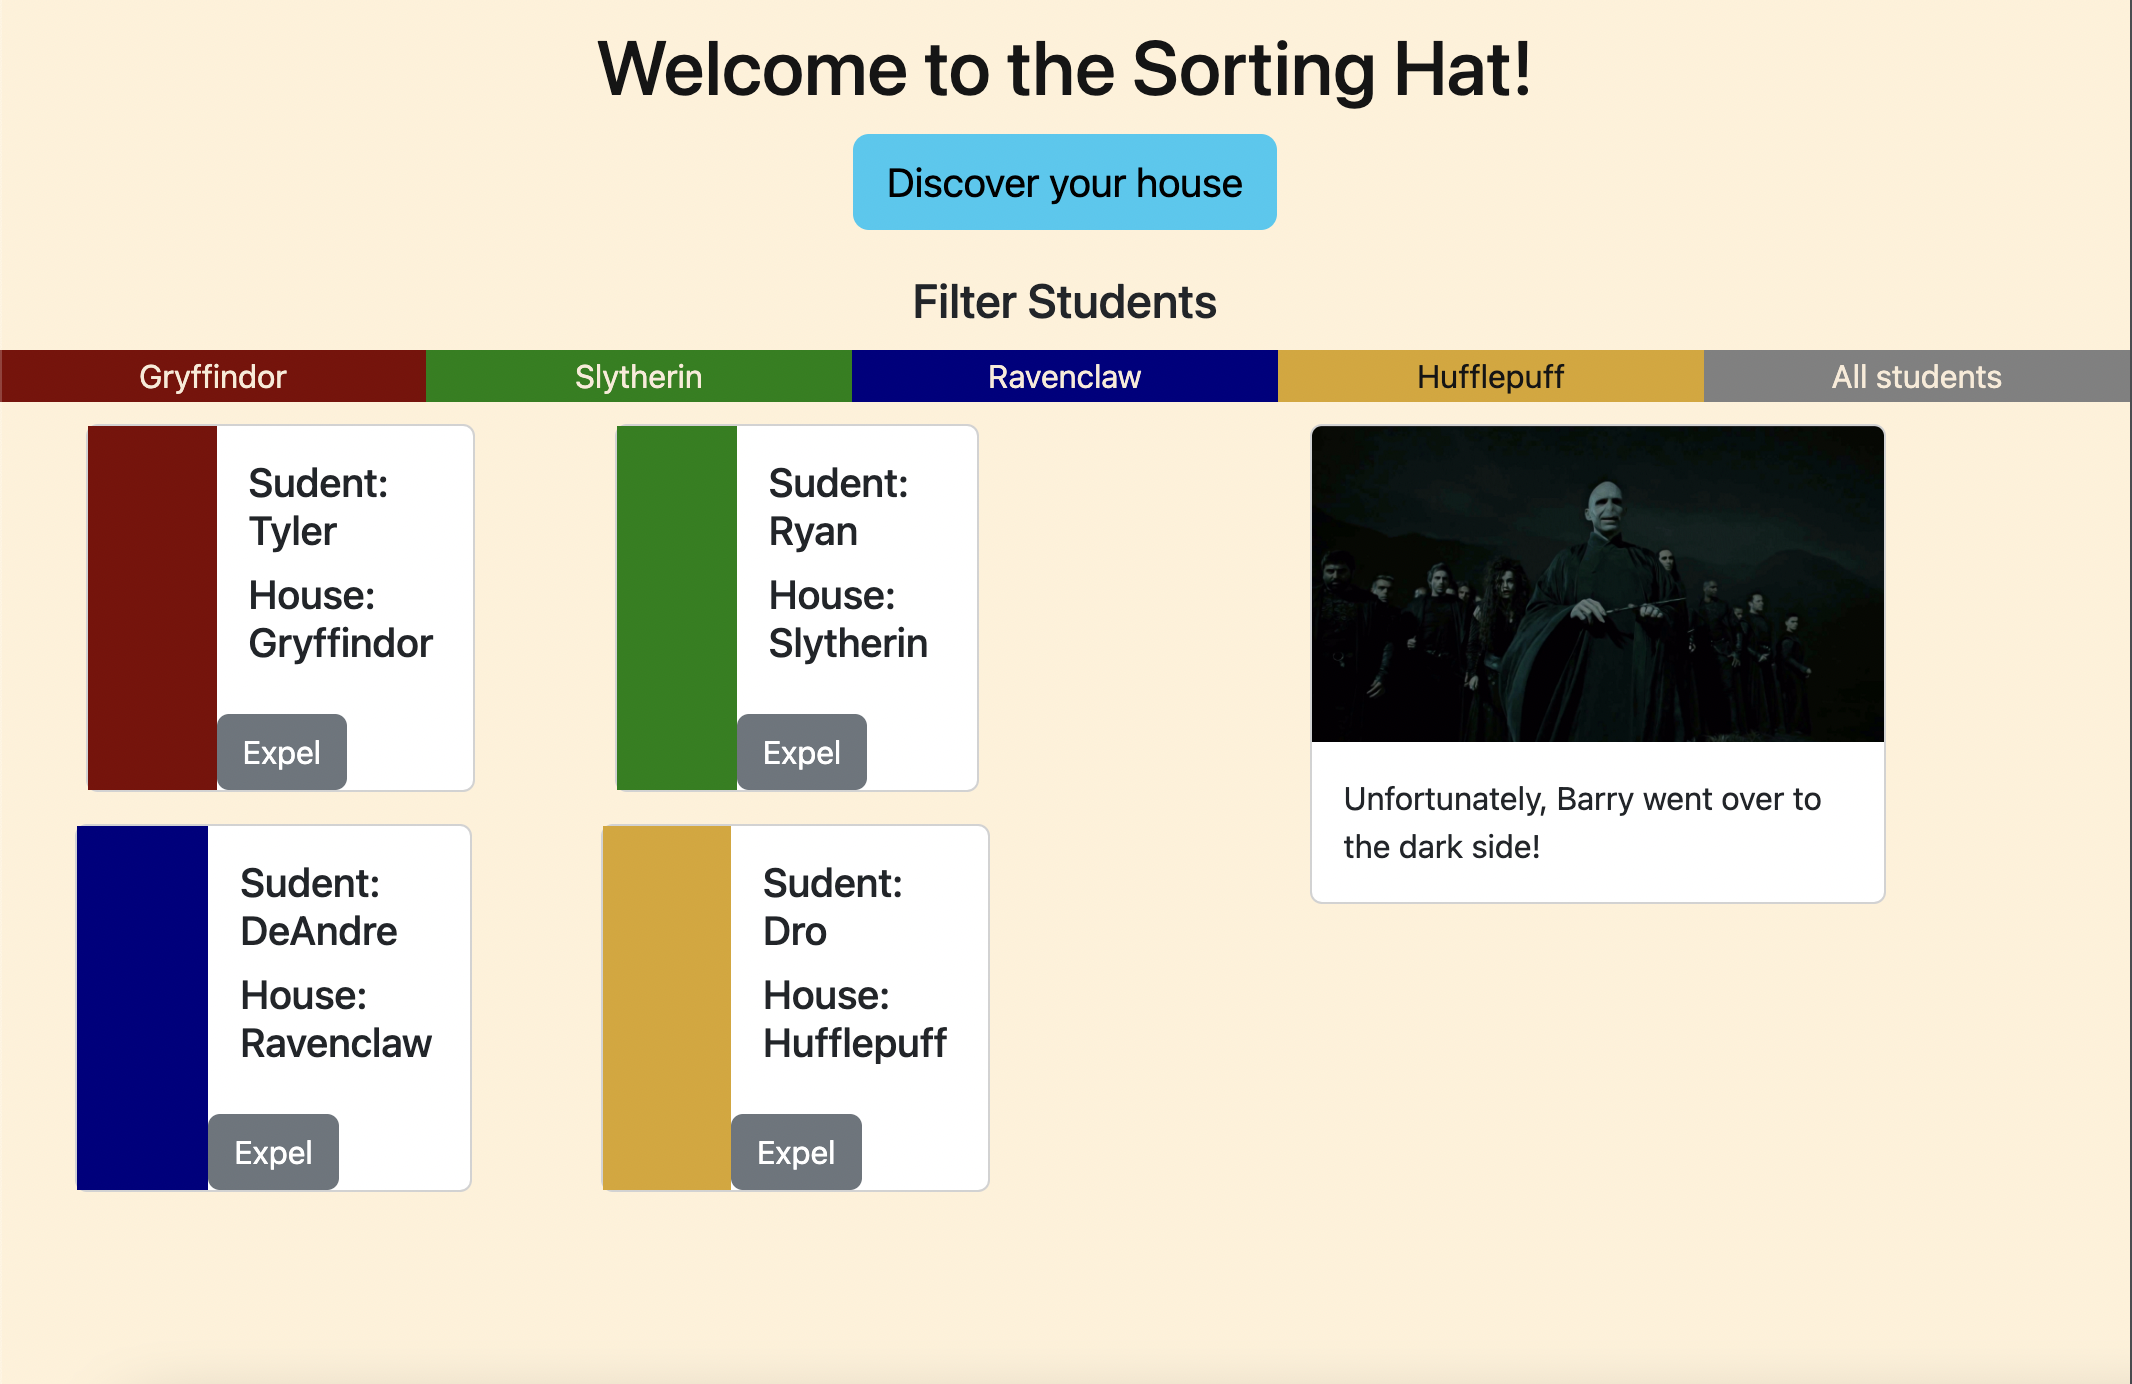 Welcome to the Sorting Hat!
Discover your house
Filter Students
Gryffindor
Slytherin
Ravenclaw
Hufflepuff
All students
Sudent:
Tyler
House:
Gryffindor
Expel
Sudent:
Ryan
House:
Slytherin
Expel
Sudent:
DeAndre
House:
Ravenclaw
Expel
Sudent:
Dro
House:
Hufflepuff
Expel
Unfortunately, Barry went over to
the dark side!